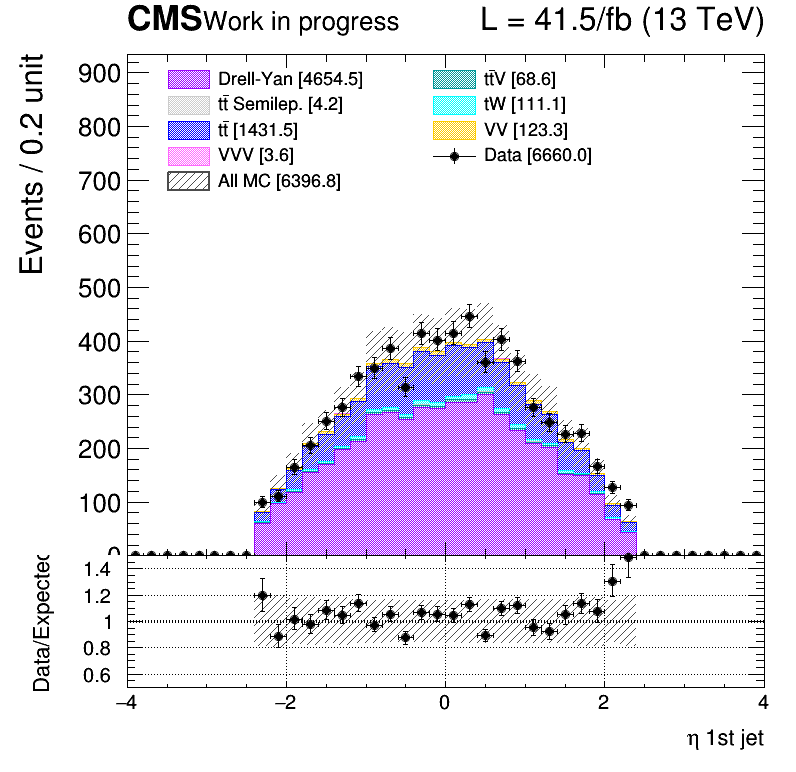 CMS Work in progress L = 41.5/fb (13 TeV)
Events / 0.2 unit
900
800
700
600
500
400
300
200
100
0
Drell-Yan [4654.5]
tt̄ Semilep. [4.2]
tt̄ [1431.5]
VVV [3.6]
All MC [6396.8]
tt̄V [68.6]
tW [111.1]
VV [123.3]
Data [6660.0]
Data/Expected
1.4
1.2
1
0.8
0.6
−4 −2 0 2 4
η 1st jet